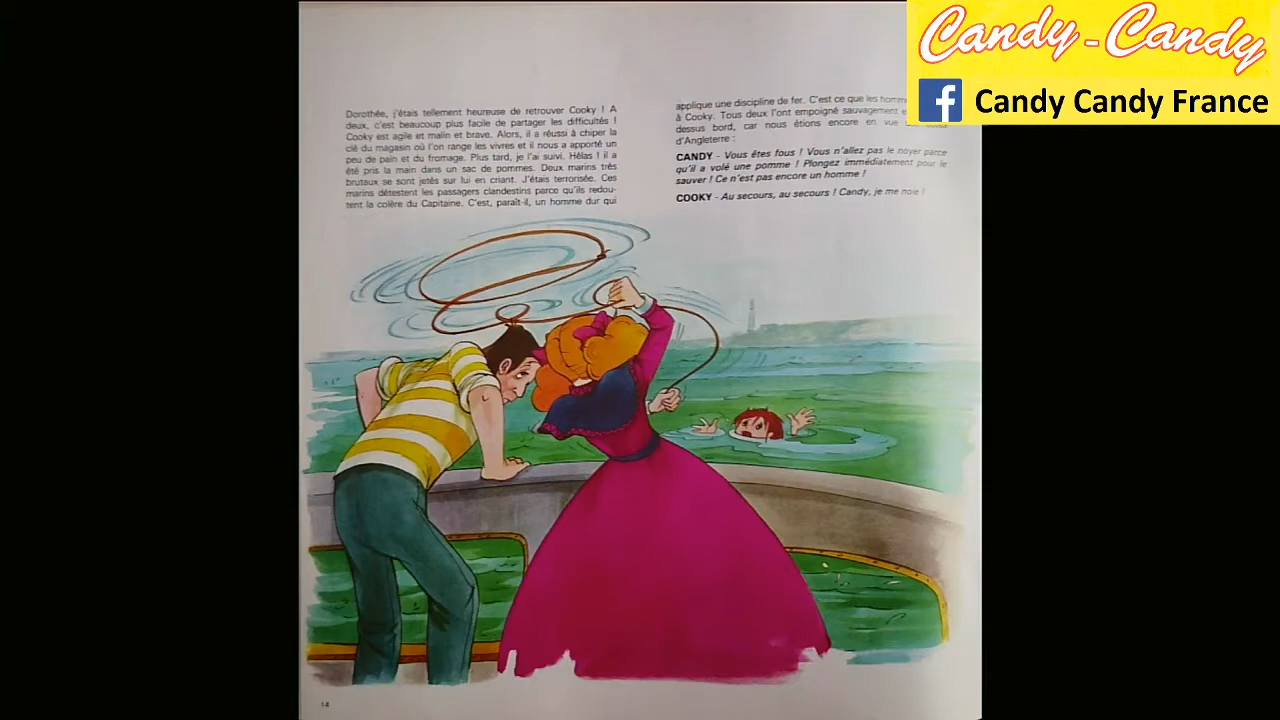 Candy-Candy
Candy Candy France
Dorothée, j'étais tellement heureuse de retrouver Cooky ! A
deux, c'est beaucoup plus facile de partager les difficultés !
Cooky est agile et malin et brave. Alors, il a réussi à chiper la
clé du magasin où l'on range les vivres et il nous a apporté un
peu de pain et du fromage. Plus tard, je l'ai suivi. Hélas ! il a
été pris la main dans un sac de pommes. Deux marins très
brutaux se sont jetés sur lui en criant. J'étais terrorisée. Ces
marins détestent les passagers clandestins parce qu'ils redou-
tent la colère du Capitaine. C'est, paraît-il, un homme dur qui
applique une discipline de fer. C'est ce que les
à Cooky. Tous deux l'ont empoigné sauvagement
dessus bord, car nous étions encore en vue
d'Angleterre :
CANDY - Vous êtes fous ! Vous n'allez pas le noyer parce
qu'il a volé une pomme ! Plongez immédiatement pour le
sauver ! Ce n'est pas encore un homme !
COOKY - Au secours, au secours ! Candy, je me noie !
14